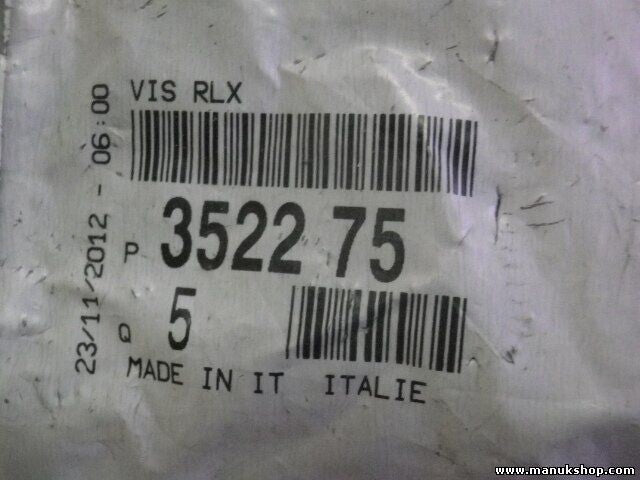 VIS RLX
23/11/2012 - 06:00
P 3522 75
Q 5
MADE IN IT ITALIE
www.manukshop.com